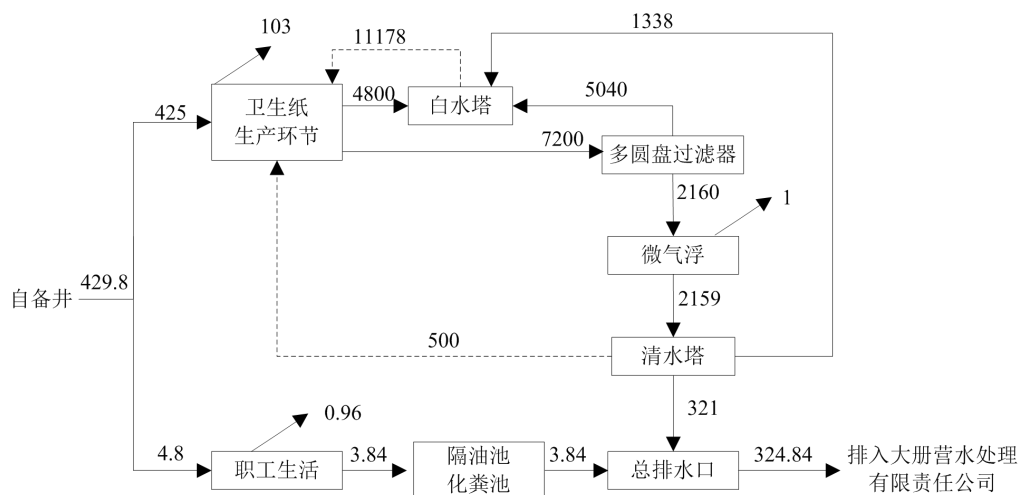 1338
103
11178
卫生纸
生产环节
4800
白水塔
5040
425
7200
多圆盘过滤器
2160
1
微气浮
429.8
自备井
2159
500
清水塔
321
0.96
4.8
职工生活
3.84
隔油池
化粪池
3.84
总排水口
324.84
排入大册营水处理
有限责任公司